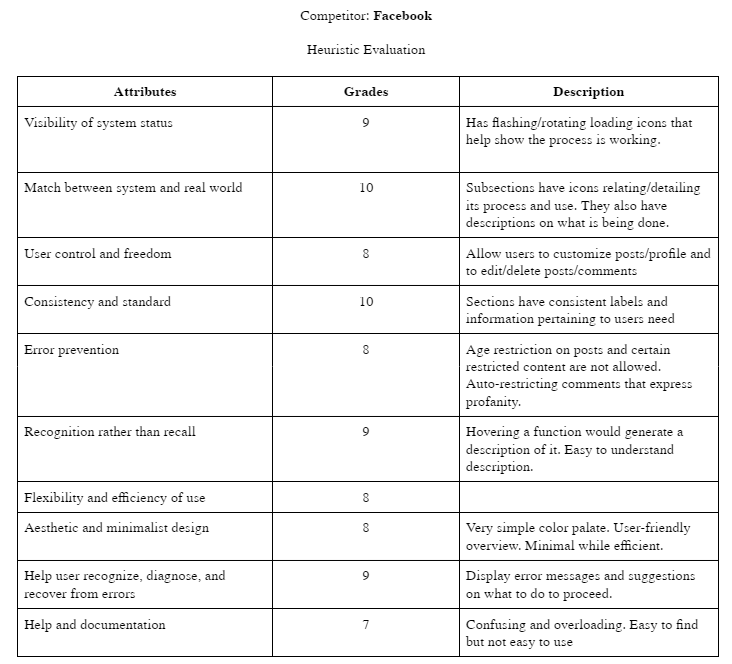 Competitor: Facebook
Heuristic Evaluation
Attributes Grades Description
Visibility of system status 9 Has flashing/rotating loading icons that
help show the process is working.
Match between system and real world 10 Subsections have icons relating/detailing
its process and use. They also have
descriptions on what is being done.
User control and freedom 8 Allow users to customize posts/profile and
to edit/delete posts/comments
Consistency and standard 10 Sections have consistent labels and
information pertaining to users need
Error prevention 8 Age restriction on posts and certain
restricted content are not allowed.
Auto-restricting comments that express
profanity.
Recognition rather than recall 9 Hovering a function would generate a
description of it. Easy to understand
description.
Flexibility and efficiency of use 8
Aesthetic and minimalist design 8 Very simple color palate. User-friendly
overview. Minimal while efficient.
Help user recognize, diagnose, and 9 Display error messages and suggestions
recover from errors on what to do to proceed.
Help and documentation 7 Confusing and overloading. Easy to find
but not easy to use